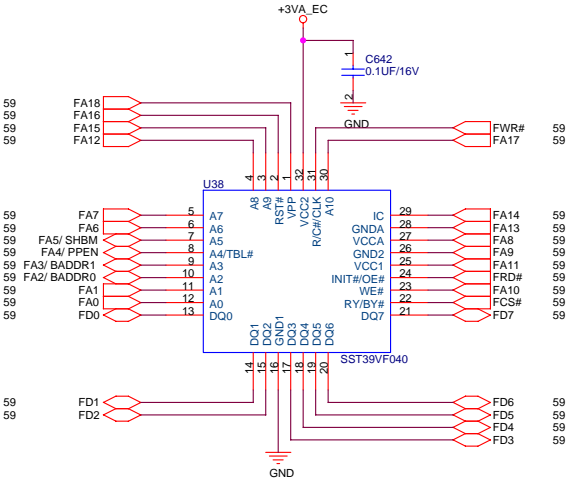 +3VA_EC
1
C642
0.1UF/16V
2
GND
59 FA18
59 FA16
59 FA15
59 FA12
FWR# 59
FA17 59
4 3 2 1 32 31 30
U38
A8 A9 RST# VPP VCC2 R/C#/CLK A10
59 FA7 5 A7 IC 29 FA14 59
59 FA6 6 A6 GNDA 28 FA13 59
59 FA5/ SHBM 7 A5 VCCA 27 FA8 59
59 FA4/ PPEN 8 A4/TBL# GND2 26 FA9 59
59 FA3/ BADDR1 9 A3 VCC1 25 FA11 59
59 FA2/ BADDR0 10 A2 INIT#/OE# 24 FRD# 59
59 FA1 11 A1 WE# 23 FA10 59
59 FA0 12 A0 RY/BY# 22 FCS# 59
59 FD0 13 DQ0 DQ7 21 FD7 59
DQ1 DQ2 GND1 DQ3 DQ4 DQ5 DQ6
SST39VF040
14 15 16 17 18 19 20
59 FD1 FD6 59
59 FD2 FD5 59
FD4 59
FD3 59
GND